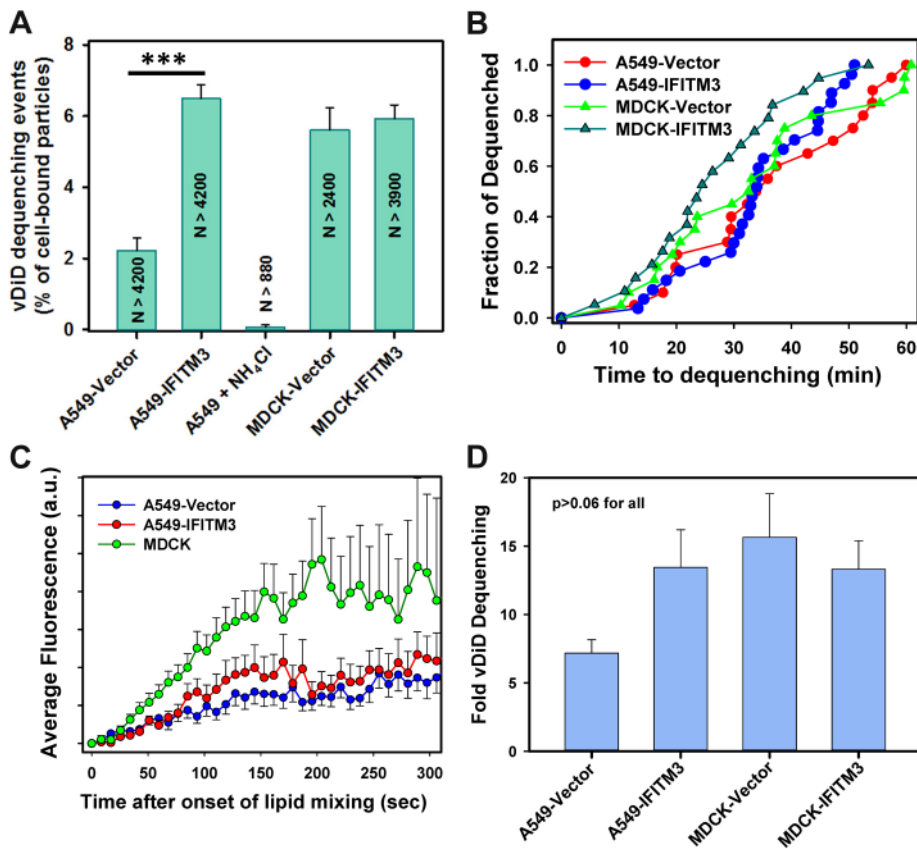 A
vDiD dequenching events
(% of cell-bound particles)
8
6
4
2
0
***
N > 4200
N > 4200
N > 880
N > 2400
N > 3900
A549-Vector
A549-IFITM3
A549 + NH4Cl
MDCK-Vector
MDCK-IFITM3
B
Fraction of Dequenched
1.0
0.8
0.6
0.4
0.2
0.0
A549-Vector
A549-IFITM3
MDCK-Vector
MDCK-IFITM3
0 10 20 30 40 50 60
Time to dequenching (min)
C
Average Fluorescence (a.u.)
A549-Vector
A549-IFITM3
MDCK
0 50 100 150 200 250 300
Time after onset of lipid mixing (sec)
D
Fold vDiD Dequenching
20
15
10
5
0
p>0.06 for all
A549-Vector
A549-IFITM3
MDCK-Vector
MDCK-IFITM3